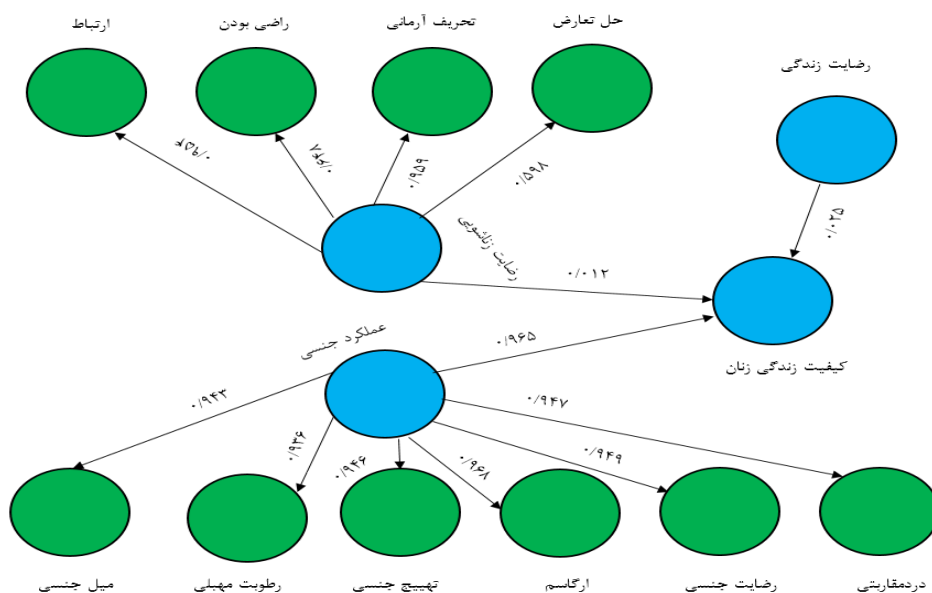 ارتباط
راضی بودن
تحریف آرمانی
حل تعارض
رضایت زندگی
۰/۹۵۹
۰/۵۹۸
رضایت زناشویی
۰/۰۲۵
۰/۰۱۲
کیفیت زندگی زنان
۰/۹۶۵
عملکرد جنسی
۰/۹۴۳
۰/۹۳۶
۰/۹۴۶
۰/۹۶۸
۰/۹۴۹
۰/۹۴۷
میل جنسی
رطوبت مهبلی
تهییج جنسی
ارگاسم
رضایت جنسی
دردمقاربتی